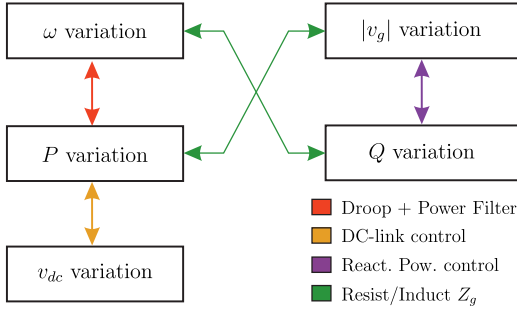 ω variation
|v_g| variation
P variation
Q variation
v_dc variation
Droop + Power Filter
DC-link control
React. Pow. control
Resist/Induct Z_g